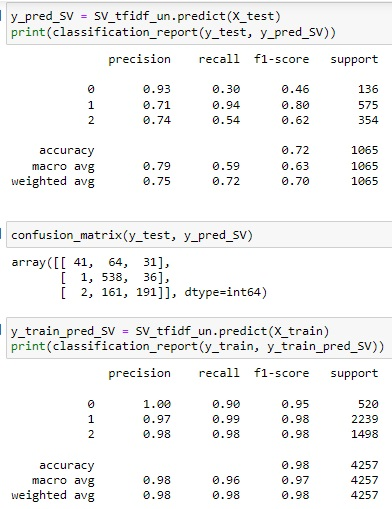 y_pred_SV = SV_tfidf_un.predict(X_test)
print(classification_report(y_test, y_pred_SV))
precision recall f1-score support
0 0.93 0.30 0.46 136
1 0.71 0.94 0.80 575
2 0.74 0.54 0.62 354
accuracy 0.72 1065
macro avg 0.79 0.59 0.63 1065
weighted avg 0.75 0.72 0.70 1065
confusion_matrix(y_test, y_pred_SV)
array([[ 41, 64, 31],
[ 1, 538, 36],
[ 2, 161, 191]], dtype=int64)
y_train_pred_SV = SV_tfidf_un.predict(X_train)
print(classification_report(y_train, y_train_pred_SV))
precision recall f1-score support
0 1.00 0.90 0.95 520
1 0.97 0.99 0.98 2239
2 0.98 0.98 0.98 1498
accuracy 0.98 4257
macro avg 0.98 0.96 0.97 4257
weighted avg 0.98 0.98 0.98 4257